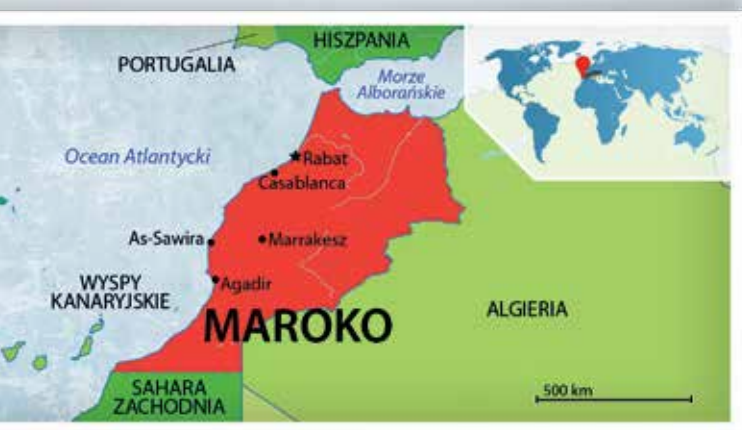 HISZPANIA
PORTUGALIA
Morze
Alborańskie
Ocean Atlantycki
Rabat
Casablanca
As-Sawira
Marrakesz
WYSPY
KANARYJSKIE
Agadir
ALGIERIA
MAROKO
SAHARA
ZACHODNIA
500 km